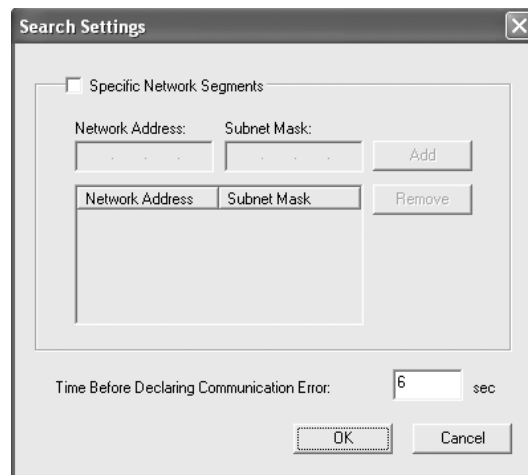 Search Settings
Specific Network Segments
Network Address: Subnet Mask:
Add
Network Address Subnet Mask
Remove
Time Before Declaring Communication Error: 6 sec
OK Cancel